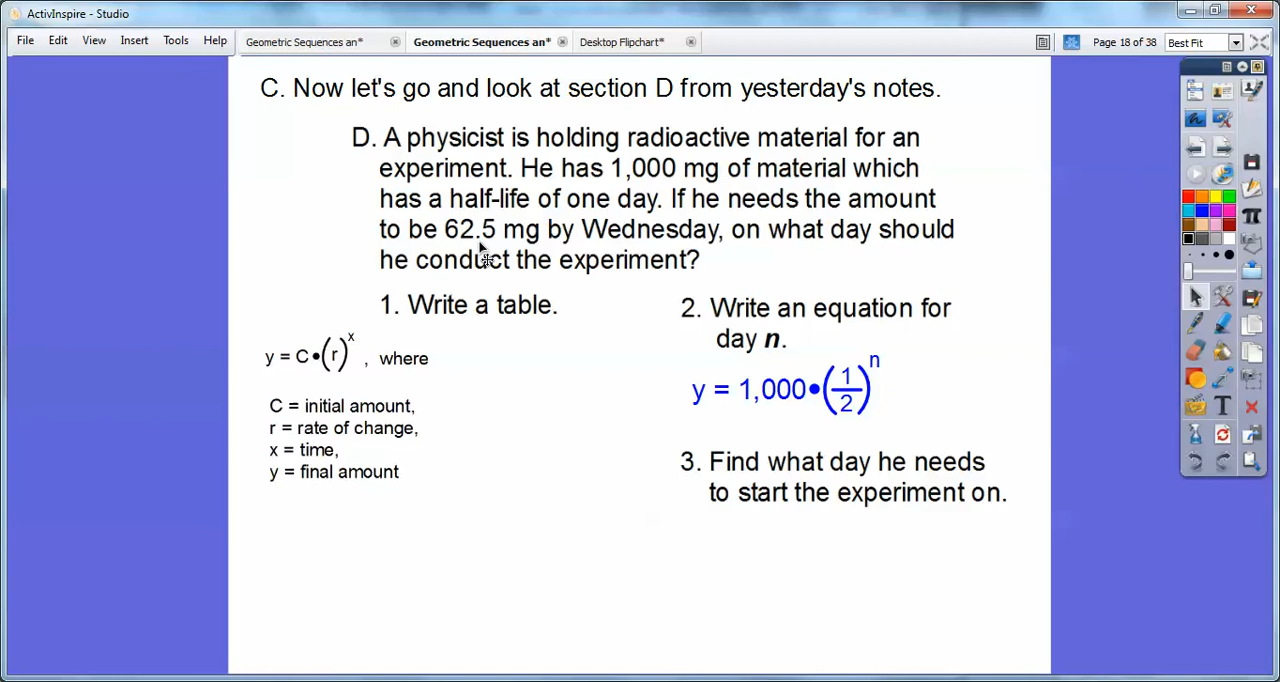 ActivInspire - Studio
File Edit View Insert Tools Help Geometric Sequences an* Geometric Sequences an* Desktop Flipchart* Page 18 of 38 Best Fit
C. Now let's go and look at section D from yesterday's notes.
D. A physicist is holding radioactive material for an
experiment. He has 1,000 mg of material which
has a half-life of one day. If he needs the amount
to be 62.5 mg by Wednesday, on what day should
he conduct the experiment?
1. Write a table.
y = C•(r)^x , where
C = initial amount,
r = rate of change,
x = time,
y = final amount
2. Write an equation for
day n.
y = 1,000•(1/2)^n
3. Find what day he needs
to start the experiment on.